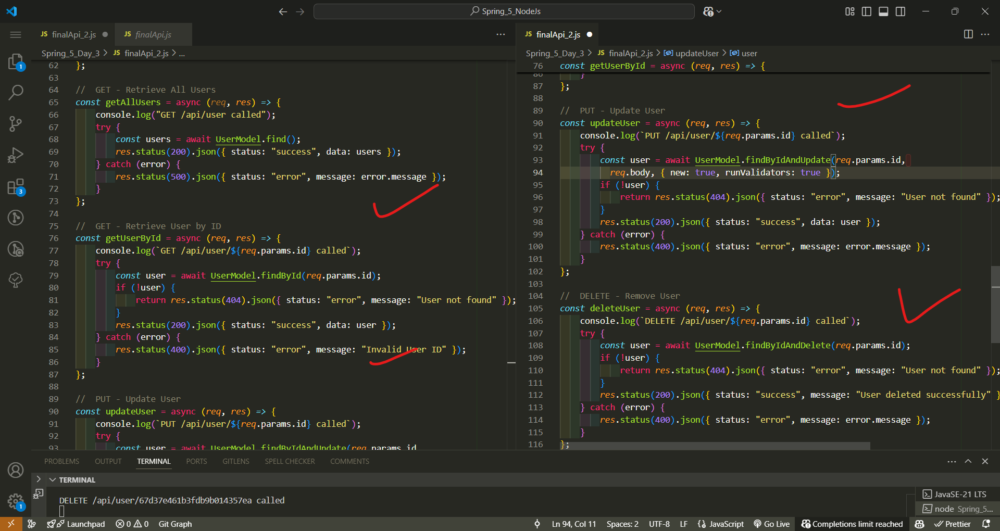 Spring_5_NodeJs
JS finalApi_2.js
JS finalApi.js
Spring_5_Day_3 > JS finalApi_2.js > ...
62 };
63
64 //  GET - Retrieve All Users
65 const getAllUsers = async (req, res) => {
66 console.log("GET /api/user called");
67 try {
68 const users = await UserModel.find();
69 res.status(200).json({ status: "success", data: users });
70 } catch (error) {
71 res.status(500).json({ status: "error", message: error.message });
72 }
73 };
74
75 //  GET - Retrieve User by ID
76 const getUserById = async (req, res) => {
77 console.log(`GET /api/user/${req.params.id} called`);
78 try {
79 const user = await UserModel.findById(req.params.id);
80 if (!user) {
81 return res.status(404).json({ status: "error", message: "User not found" });
82 }
83 res.status(200).json({ status: "success", data: user });
84 } catch (error) {
85 res.status(400).json({ status: "error", message: "Invalid User ID" });
86 }
87 };
88
89 //  PUT - Update User
90 const updateUser = async (req, res) => {
91 console.log(`PUT /api/user/${req.params.id} called`);
92 try {
93 const user = await UserModel.findByIdAndUpdate(req.params.id,
JS finalApi_2.js
Spring_5_Day_3 > JS finalApi_2.js > updateUser > user
76 const getUserById = async (req, res) => {
86 }
87 };
88
89 //  PUT - Update User
90 const updateUser = async (req, res) => {
91 console.log(`PUT /api/user/${req.params.id} called`);
92 try {
93 const user = await UserModel.findByIdAndUpdate(req.params.id,
94 req.body, { new: true, runValidators: true });
95 if (!user) {
96 return res.status(404).json({ status: "error", message: "User not found" });
97 }
98 res.status(200).json({ status: "success", data: user });
99 } catch (error) {
100 res.status(400).json({ status: "error", message: error.message });
101 }
102 };
103
104 //  DELETE - Remove User
105 const deleteUser = async (req, res) => {
106 console.log(`DELETE /api/user/${req.params.id} called`);
107 try {
108 const user = await UserModel.findByIdAndDelete(req.params.id);
109 if (!user) {
110 return res.status(404).json({ status: "error", message: "User not found" });
111 }
112 res.status(200).json({ status: "success", message: "User deleted successfully" }
113 } catch (error) {
114 res.status(400).json({ status: "error", message: error.message });
115 }
116 };
1
3
1
PROBLEMS OUTPUT TERMINAL PORTS GITLENS SPELL CHECKER COMMENTS
TERMINAL
DELETE /api/user/67d37e461b3fdb9b014357ea called
JavaSE-21 LTS
node Spring_5...
Launchpad 0 0 Git Graph Ln 94, Col 11 Spaces: 2 UTF-8 LF {} JavaScript Go Live Completions limit reached Prettier